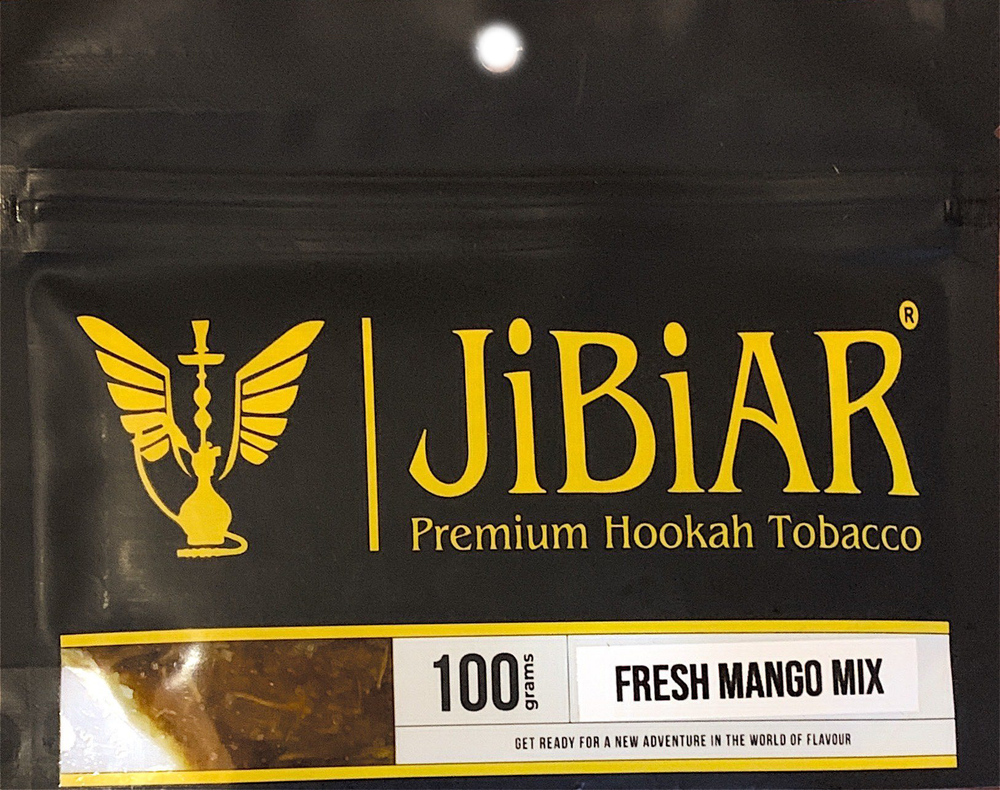 JiBiAR®
Premium Hookah Tobacco
100 grams
FRESH MANGO MIX
GET READY FOR A NEW ADVENTURE IN THE WORLD OF FLAVOUR